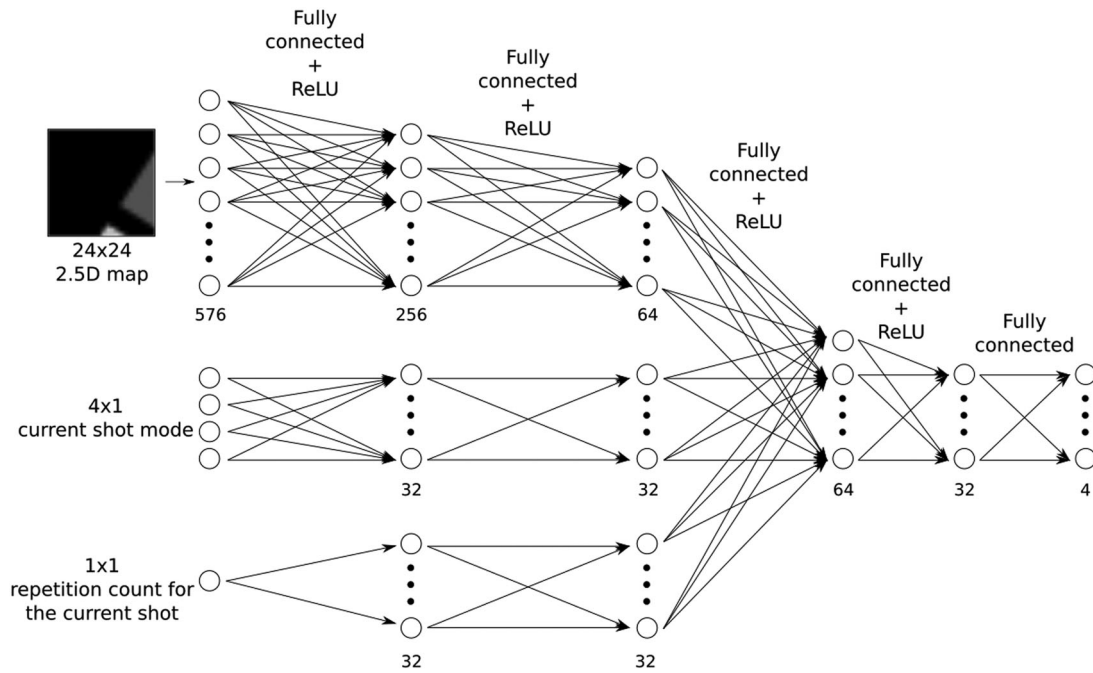 Fully
connected
+
ReLU
Fully
connected
+
ReLU
Fully
connected
+
ReLU
Fully
connected
+
ReLU
Fully
connected
24x24
2.5D map
576
256
64
4x1
current shot mode
32
32
64
32
4
1x1
repetition count for
the current shot
32
32